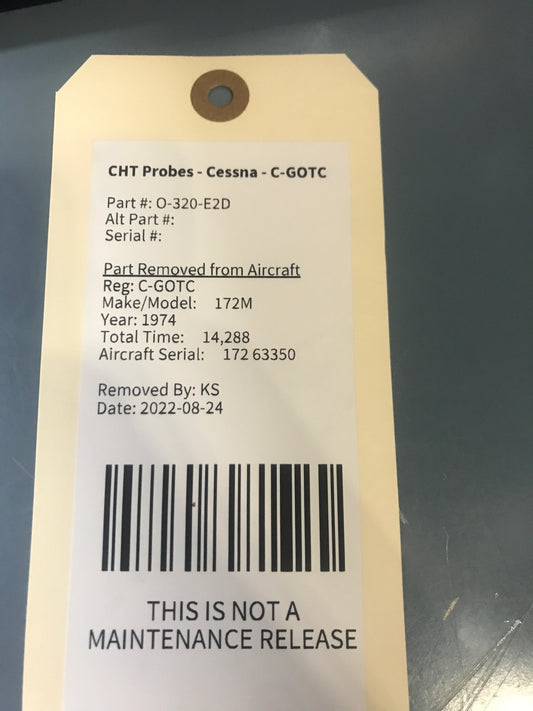 CHT Probes - Cessna - C-GOTC
Part #: O-320-E2D
Alt Part #:
Serial #:
Part Removed from Aircraft
Reg: C-GOTC
Make/Model: 172M
Year: 1974
Total Time: 14,288
Aircraft Serial: 172 63350
Removed By: KS
Date: 2022-08-24
THIS IS NOT A
MAINTENANCE RELEASE